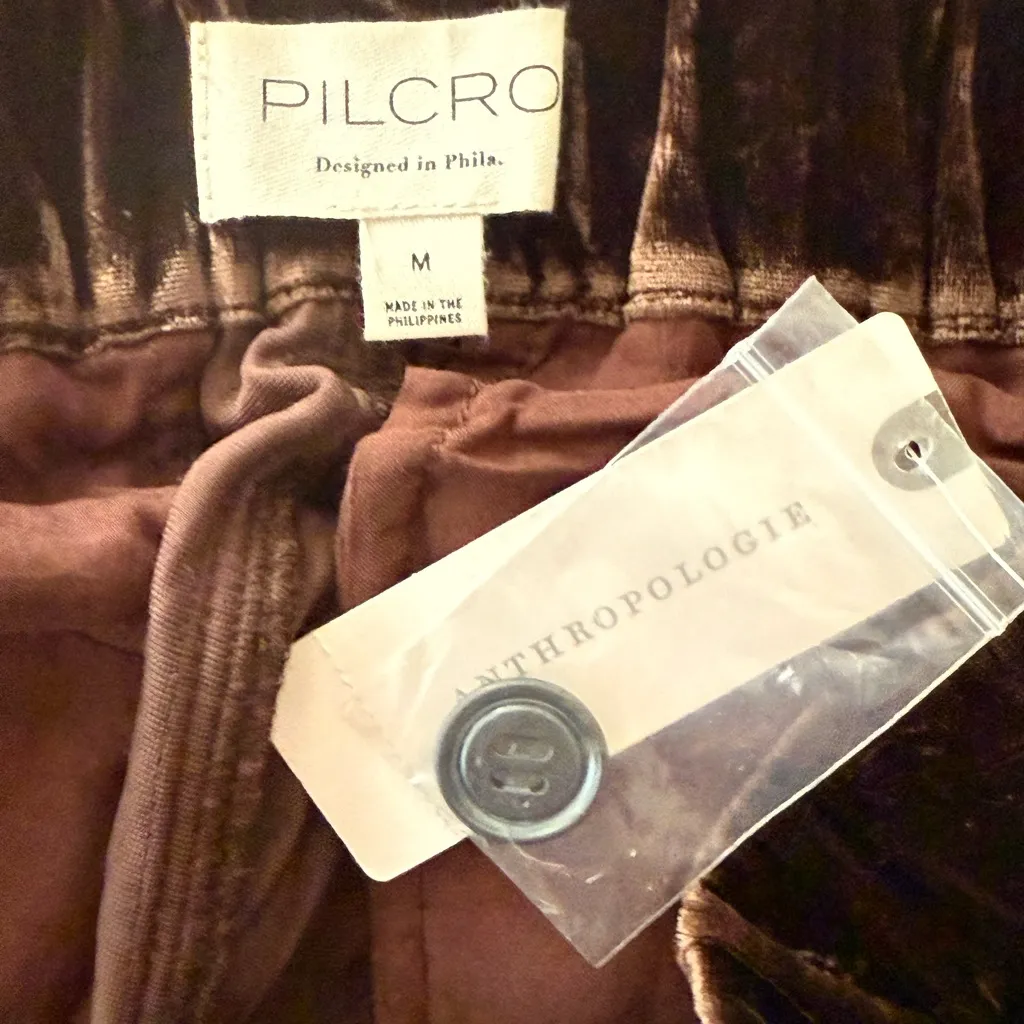 PILCRO
Designed in Phila.
M
MADE IN THE
PHILIPPINES
ANTHROPOLOGIE